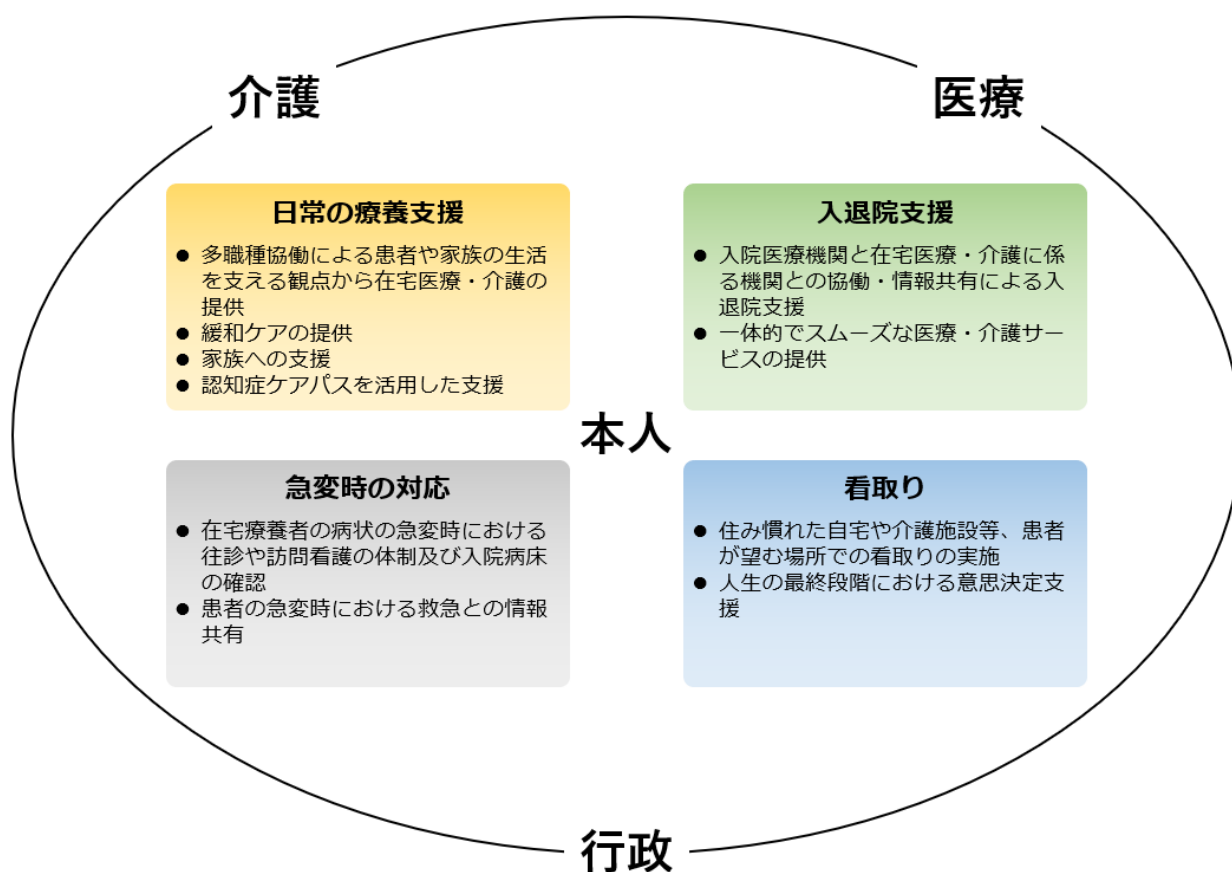 介護
医療
日常の療養支援
● 多職種協働による患者や家族の生活
を支える観点から在宅医療・介護の
提供
● 緩和ケアの提供
● 家族への支援
● 認知症ケアパスを活用した支援
入退院支援
● 入院医療機関と在宅医療・介護に係
る機関との協働・情報共有による入
退院支援
● 一体的でスムーズな医療・介護サー
ビスの提供
本人
急変時の対応
● 在宅療養者の病状の急変時における
往診や訪問看護の体制及び入院病床
の確認
● 患者の急変時における救急との情報
共有
看取り
● 住み慣れた自宅や介護施設等、患者
が望む場所での看取りの実施
● 人生の最終段階における意思決定支
援
行政